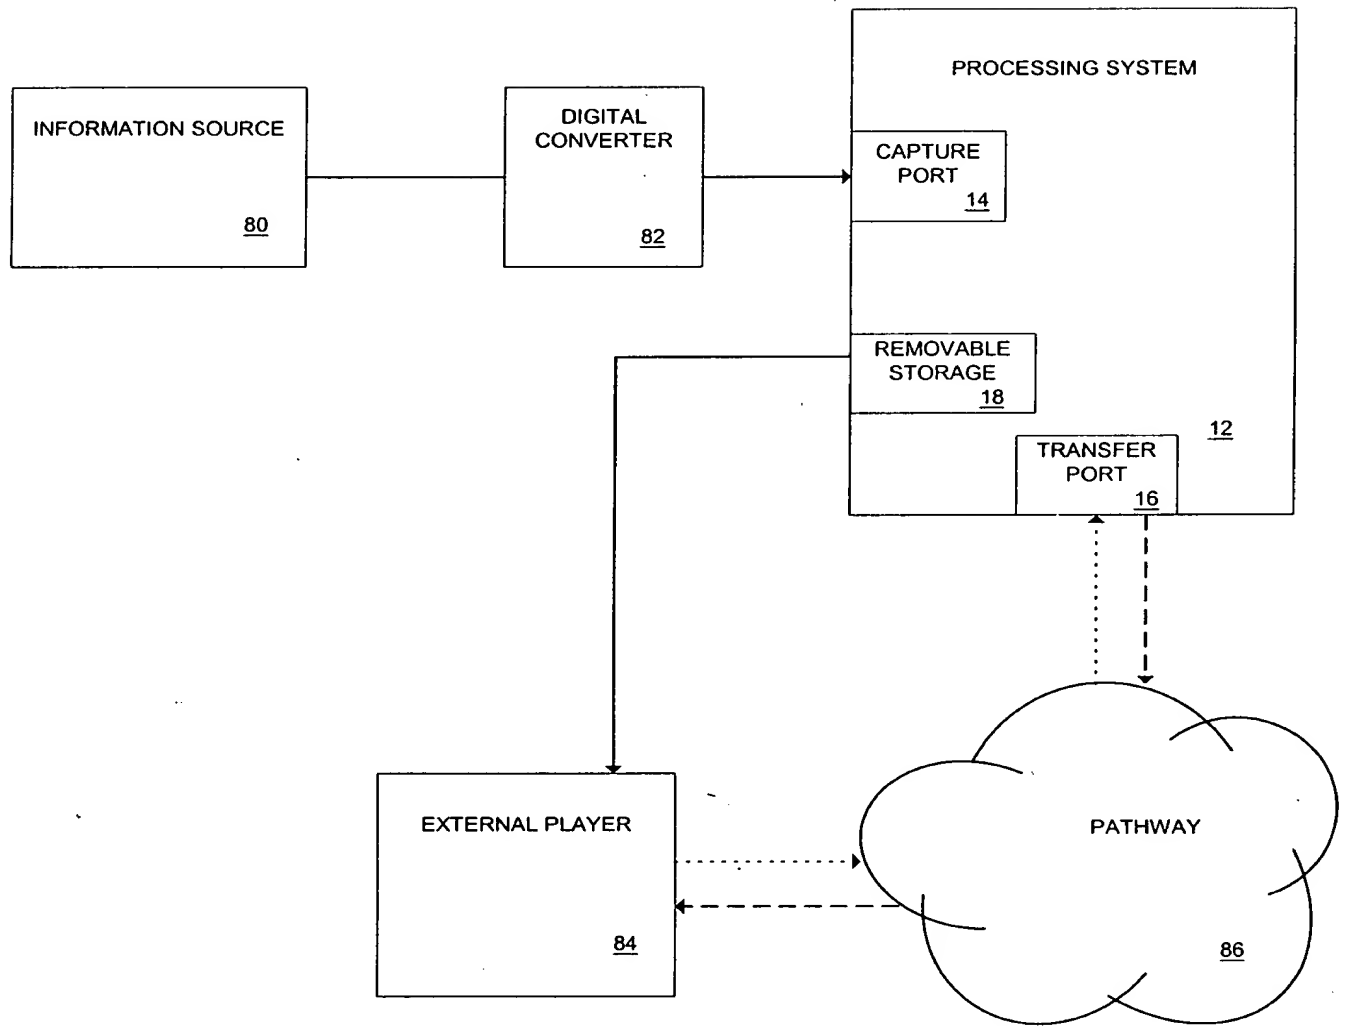 PROCESSING SYSTEM
INFORMATION SOURCE
80
DIGITAL
CONVERTER
82
CAPTURE
PORT
14
REMOVABLE
STORAGE
18
12
TRANSFER
PORT
16
EXTERNAL PLAYER
84
PATHWAY
86